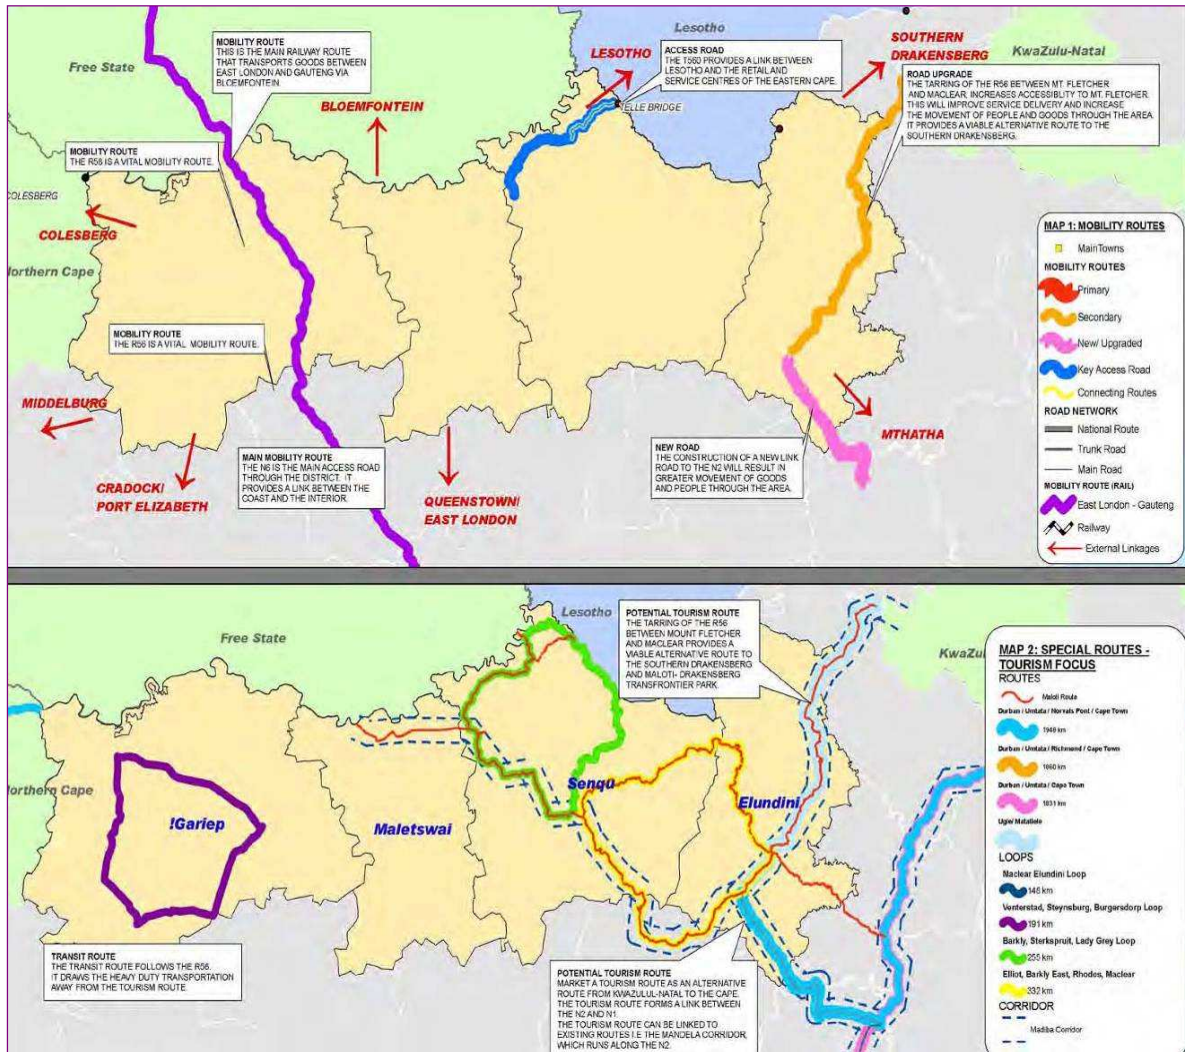 Lesotho
SOUTHERN
DRAKENSBERG
KwaZulu-Natal
MOBILITY ROUTE
THIS IS THE MAIN RAILWAY ROUTE
THAT TRANSPORTS GOODS BETWEEN
EAST LONDON AND GAUTENG VIA
BLOEMFONTEIN.
LESOTHO
ACCESS ROAD
THE T560 PROVIDES A LINK BETWEEN
LESOTHO AND THE RETAIL AND
SERVICE CENTRES OF THE EASTERN CAPE.
Free State
ROAD UPGRADE
THE TARRING OF THE R56 BETWEEN MT. FLETCHER
AND MACLEAR, INCREASES ACCESSIBLITY TO MT. FLETCHER.
THIS WILL IMPROVE SERVICE DELIVERY AND INCREASE
THE MOVEMENT OF PEOPLE AND GOODS THROUGH THE AREA.
IT PROVIDES A VIABLE ALTERNATIVE ROUTE TO THE
SOUTHERN DRAKENSBERG.
BLOEMFONTEIN
TELLE BRIDGE
MOBILITY ROUTE
THE R58 IS A VITAL MOBILITY ROUTE.
COLESBERG
COLESBERG
Northern Cape
MOBILITY ROUTE
THE R56 IS A VITAL MOBILITY ROUTE.
MIDDELBURG
CRADOCK/
PORT ELIZABETH
MAIN MOBILITY ROUTE
THE N6 IS THE MAIN ACCESS ROAD
THROUGH THE DISTRICT. IT
PROVIDES A LINK BETWEEN THE
COAST AND THE INTERIOR.
QUEENSTOWN/
EAST LONDON
NEW ROAD
THE CONSTRUCTION OF A NEW LINK
ROAD TO THE N2 WILL RESULT IN
GREATER MOVEMENT OF GOODS
AND PEOPLE THROUGH THE AREA.
MTHATHA
MAP 1: MOBILITY ROUTES
Main Towns
MOBILITY ROUTES
Primary
Secondary
New/ Upgraded
Key Access Road
Connecting Routes
ROAD NETWORK
National Route
Trunk Road
Main Road
MOBILITY ROUTE (RAIL)
East London - Gauteng
Railway
External Linkages
Lesotho
Free State
KwaZu
POTENTIAL TOURISM ROUTE
THE TARRING OF THE R56
BETWEEN MOUNT FLETCHER
AND MACLEAR PROVIDES A
VIABLE ALTERNATIVE ROUTE TO
THE SOUTHERN DRAKENSBERG
AND MALOTI- DRAKENSBERG
TRANSFRONTIER PARK.
Northern Cape
!Gariep
Maletswai
Senqu
Elundini
TRANSIT ROUTE
THE TRANSIT ROUTE FOLLOWS THE R56.
IT DRAWS THE HEAVY DUTY TRANSPORTATION
AWAY FROM THE TOURISM ROUTE
POTENTIAL TOURISM ROUTE
MARKET A TOURISM ROUTE AS AN ALTERNATIVE
ROUTE FROM KWAZULUL-NATAL TO THE CAPE.
THE TOURISM ROUTE FORMS A LINK BETWEEN
THE N2 AND N1
THE TOURISM ROUTE CAN BE LINKED TO
EXISTING ROUTES I.E THE MANDELA CORRIDOR,
WHICH RUNS ALONG THE N2.
MAP 2: SPECIAL ROUTES -
TOURISM FOCUS
ROUTES
Maloti Route
Durban / Umtata / Norvals Pont / Cape Town
Durban / Umtata / Richmond / Cape Town
Durban / Umtata / Cape Town
Ugie/ Matatiele
LOOPS
Maclear Elundini Loop
146 km
Venterstad, Steynsburg, Burgersdorp Loop
191 km
Barkly, Sterkspruit, Lady Grey Loop
255 km
Elliot, Barkly East, Rhodes, Maclear
332 km
CORRIDOR
Madiba Corridor